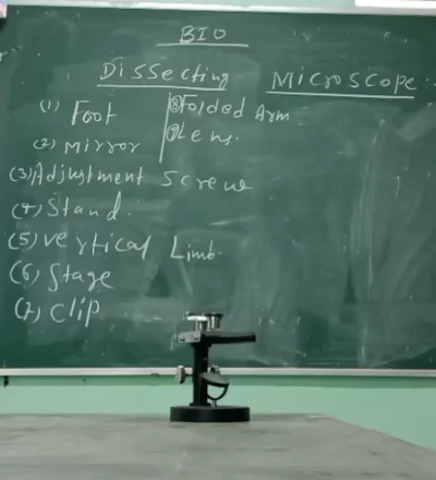 BIO
Dissecting Microscope:
(1) Foot
(2) Mirror
(3) Adjustment Screw
(4) Stand.
(5) Vertical Limb.
(6) Stage
(7) Clip
(8) Folded Arm
(9) Lens.